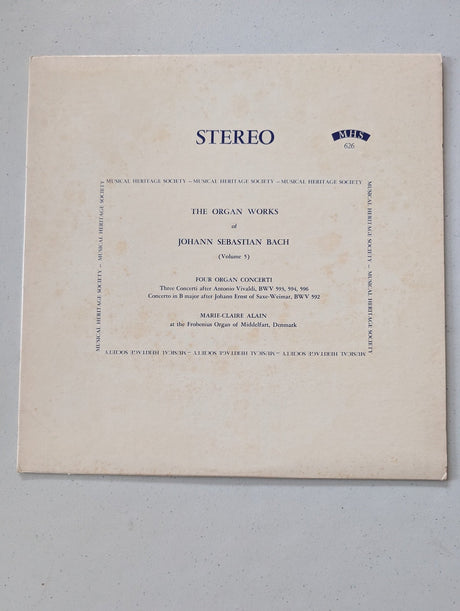 STEREO
MHS
626
MUSICAL HERITAGE SOCIETY — MUSICAL HERITAGE SOCIETY — MUSICAL HERITAGE SOCIETY
THE ORGAN WORKS
of
JOHANN SEBASTIAN BACH
(Volume 5)
FOUR ORGAN CONCERTI
Three Concerti after Antonio Vivaldi, BWV 593, 594, 596
Concerto in B major after Johann Ernst of Saxe-Weimar, BWV 592
MARIE-CLAIRE ALAIN
at the Frobenius Organ of Middelfart, Denmark
MUSICAL HERITAGE SOCIETY — MUSICAL HERITAGE SOCIETY
MUSICAL HERITAGE SOCIETY — MUSICAL HERITAGE SOCIETY — MUSICAL HERITAGE SOCIETY
MUSICAL HERITAGE SOCIETY — MUSICAL HERITAGE SOCIETY